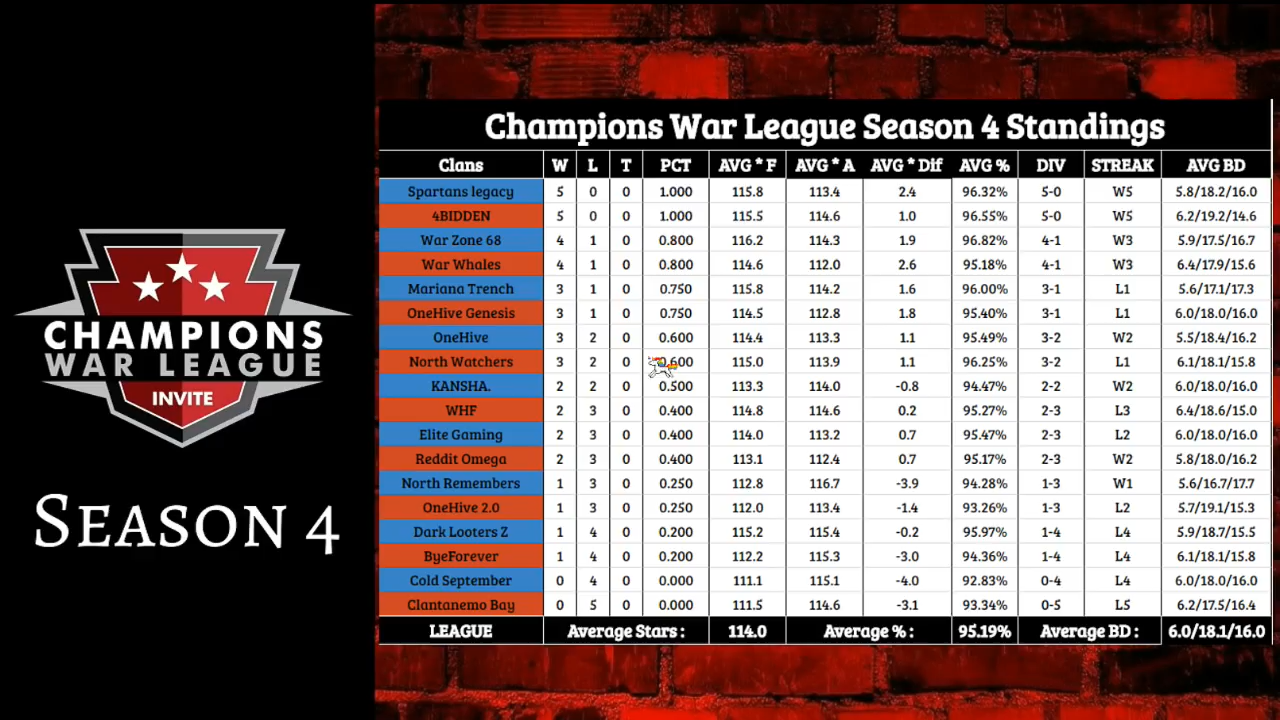 CHAMPIONS
WAR LEAGUE
INVITE
SEASON 4
Champions War League Season 4 Standings
Clans W L T PCT AVG * F AVG * A AVG * Dif AVG % DIV STREAK AVG BD
Spartans legacy 5 0 0 1.000 115.8 113.4 2.4 96.32% 5-0 W5 5.8/18.2/16.0
4BIDDEN 5 0 0 1.000 115.5 114.6 1.0 96.55% 5-0 W5 6.2/19.2/14.6
War Zone 68 4 1 0 0.800 116.2 114.3 1.9 96.82% 4-1 W3 5.9/17.5/16.7
War Whales 4 1 0 0.800 114.6 112.0 2.6 95.18% 4-1 W3 6.4/17.9/15.6
Mariana Trench 3 1 0 0.750 115.8 114.2 1.6 96.00% 3-1 L1 5.6/17.1/17.3
OneHive Genesis 3 1 0 0.750 114.5 112.8 1.8 95.40% 3-1 L1 6.0/18.0/16.0
OneHive 3 2 0 0.600 114.4 113.3 1.1 95.49% 3-2 W2 5.5/18.4/16.2
North Watchers 3 2 0 0.600 115.0 113.9 1.1 96.25% 3-2 L1 6.1/18.1/15.8
KANSHA. 2 2 0 0.500 113.3 114.0 -0.8 94.47% 2-2 W2 6.0/18.0/16.0
WHF 2 3 0 0.400 114.8 114.6 0.2 95.27% 2-3 L3 6.4/18.6/15.0
Elite Gaming 2 3 0 0.400 114.0 113.2 0.7 95.47% 2-3 L2 6.0/18.0/16.0
Reddit Omega 2 3 0 0.400 113.1 112.4 0.7 95.17% 2-3 W2 5.8/18.0/16.2
North Remembers 1 3 0 0.250 112.8 116.7 -3.9 94.28% 1-3 W1 5.6/16.7/17.7
OneHive 2.0 1 3 0 0.250 112.0 113.4 -1.4 93.26% 1-3 L2 5.7/19.1/15.3
Dark Looters Z 1 4 0 0.200 115.2 115.4 -0.2 95.97% 1-4 L4 5.9/18.7/15.5
ByeForever 1 4 0 0.200 112.2 115.3 -3.0 94.36% 1-4 L4 6.1/18.1/15.8
Cold September 0 4 0 0.000 111.1 115.1 -4.0 92.83% 0-4 L4 6.0/18.0/16.0
Clantanemo Bay 0 5 0 0.000 111.5 114.6 -3.1 93.34% 0-5 L5 6.2/17.5/16.4
LEAGUE Average Stars : 114.0 Average % : 95.19% Average BD : 6.0/18.1/16.0